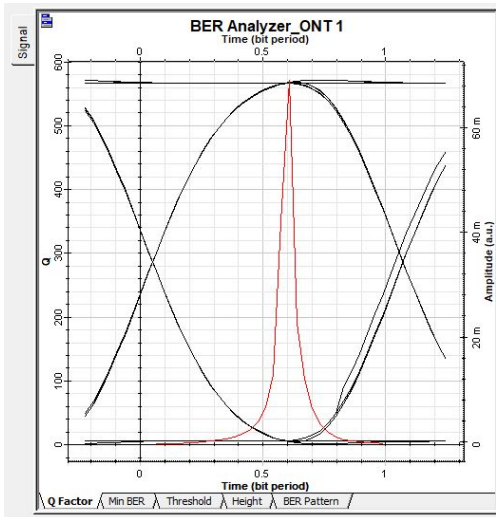 Signal
BER Analyzer_ONT 1
Time (bit period)
0 0.5 1
Q
0 100 200 300 400 500 600
Amplitude (a.u.)
0 20 m 40 m 60 m
0 0.5 1
Time (bit period)
Q Factor Min BER Threshold Height BER Pattern